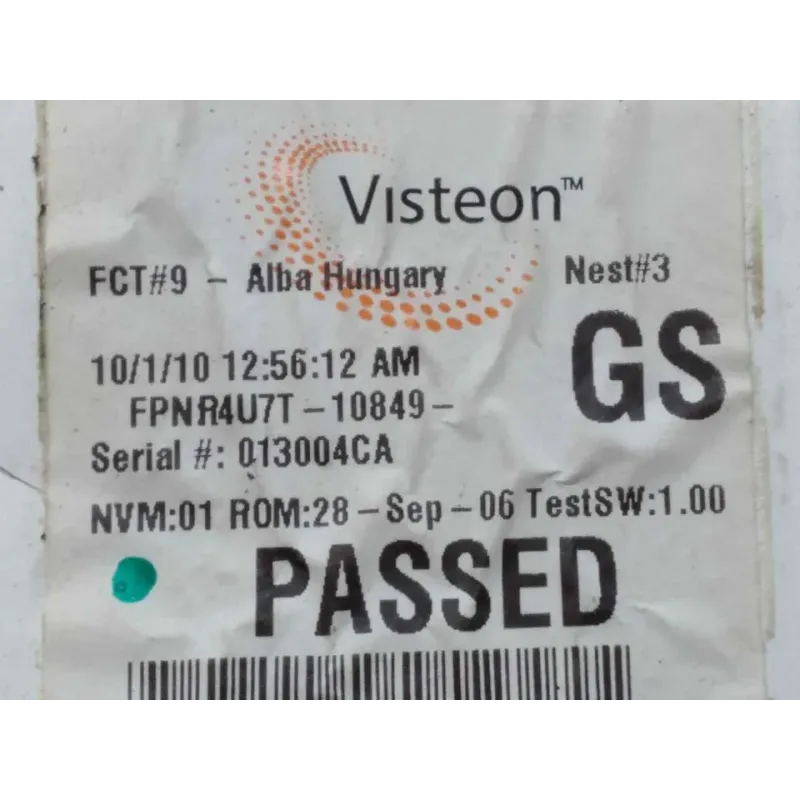 Visteon™
FCT#9 - Alba Hungary Nest#3
GS
10/1/10 12:56:12 AM
FPNR4U7T-10849-
Serial #: 013004CA
NVM:01 ROM:28-Sep-06 TestSW:1.00
PASSED